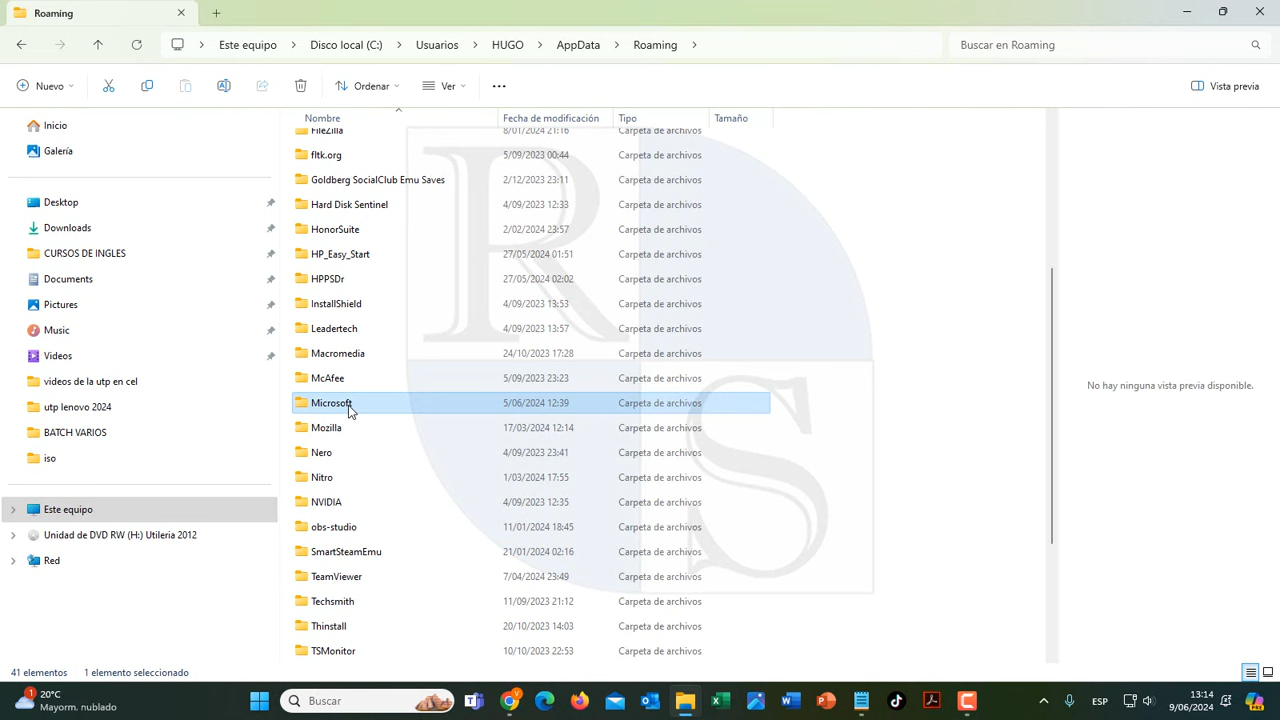 Roaming
Este equipo > Disco local (C:) > Usuarios > HUGO > AppData > Roaming >
Buscar en Roaming
Nuevo
Ordenar
Ver
Vista previa
Inicio
Galería
Desktop
Downloads
CURSOS DE INGLES
Documents
Pictures
Music
Videos
videos de la utp en cel
utp lenovo 2024
BATCH VARIOS
iso
Este equipo
Unidad de DVD RW (H:) Utileria 2012
Red
Nombre Fecha de modificación Tipo Tamaño
FileZilla 8/01/2024 21:16 Carpeta de archivos
fltk.org 5/09/2023 00:44 Carpeta de archivos
Goldberg SocialClub Emu Saves 2/12/2023 23:11 Carpeta de archivos
Hard Disk Sentinel 4/09/2023 12:33 Carpeta de archivos
HonorSuite 2/02/2024 23:57 Carpeta de archivos
HP_Easy_Start 27/05/2024 01:51 Carpeta de archivos
HPPSDr 27/05/2024 02:02 Carpeta de archivos
InstallShield 4/09/2023 13:53 Carpeta de archivos
Leadertech 4/09/2023 13:57 Carpeta de archivos
Macromedia 24/10/2023 17:28 Carpeta de archivos
McAfee 5/09/2023 23:23 Carpeta de archivos
Microsoft 5/06/2024 12:39 Carpeta de archivos
Mozilla 17/03/2024 12:14 Carpeta de archivos
Nero 4/09/2023 23:41 Carpeta de archivos
Nitro 1/03/2024 17:55 Carpeta de archivos
NVIDIA 4/09/2023 12:35 Carpeta de archivos
obs-studio 11/01/2024 18:45 Carpeta de archivos
SmartSteamEmu 21/01/2024 02:16 Carpeta de archivos
TeamViewer 7/04/2024 23:49 Carpeta de archivos
Techsmith 11/09/2023 21:12 Carpeta de archivos
Thinstall 20/10/2023 14:03 Carpeta de archivos
TSMonitor 10/10/2023 22:53 Carpeta de archivos
R
S
No hay ninguna vista previa disponible.
41 elementos 1 elemento seleccionado
1
20°C
Mayorm. nublado
Buscar
ESP
13:14
9/06/2024